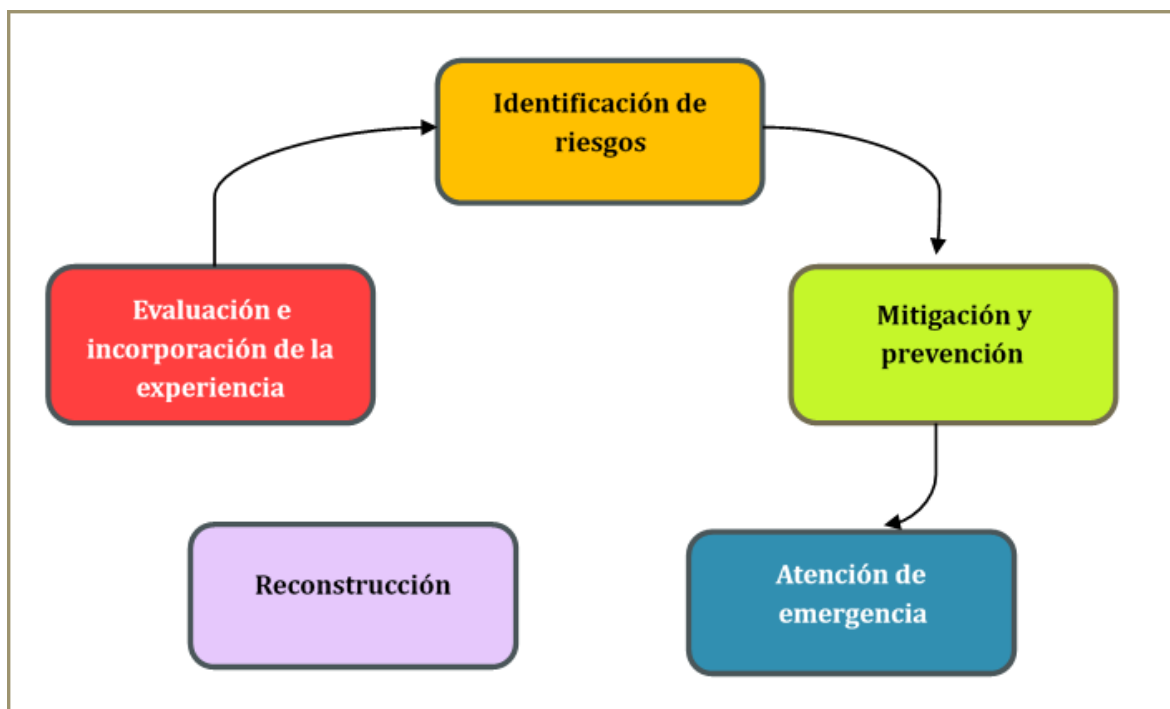 Identificación de
riesgos
Evaluación e
incorporación de la
experiencia
Mitigación y
prevención
Reconstrucción
Atención de
emergencia